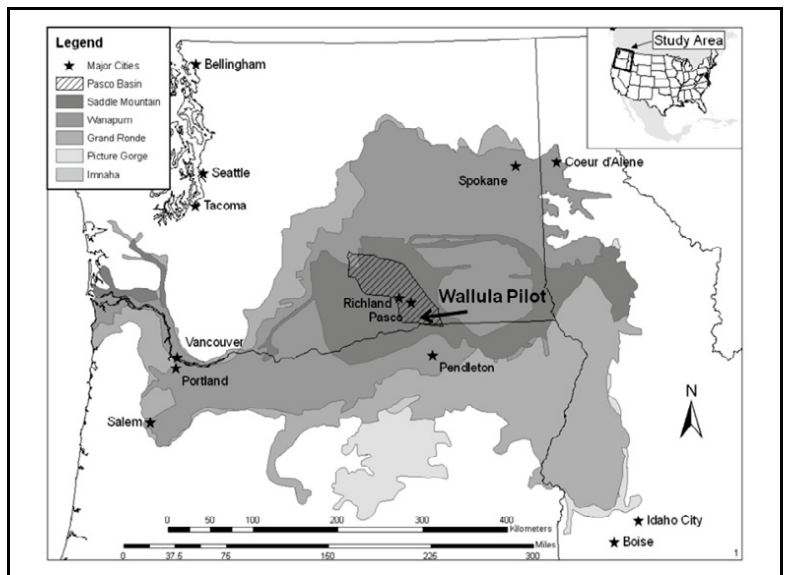 Legend
Major Cities
Pasco Basin
Saddle Mountain
Wanapum
Grand Ronde
Picture Gorge
Imnaha
Study Area
Bellingham
Seattle
Tacoma
Spokane
Coeur d'Alene
Richland
Pasco
Wallula Pilot
Vancouver
Portland
Pendleton
Salem
N
Idaho City
Boise
0 50 100 200 300 400
Kilometers
Miles
0 37.5 75 150 225 300
1